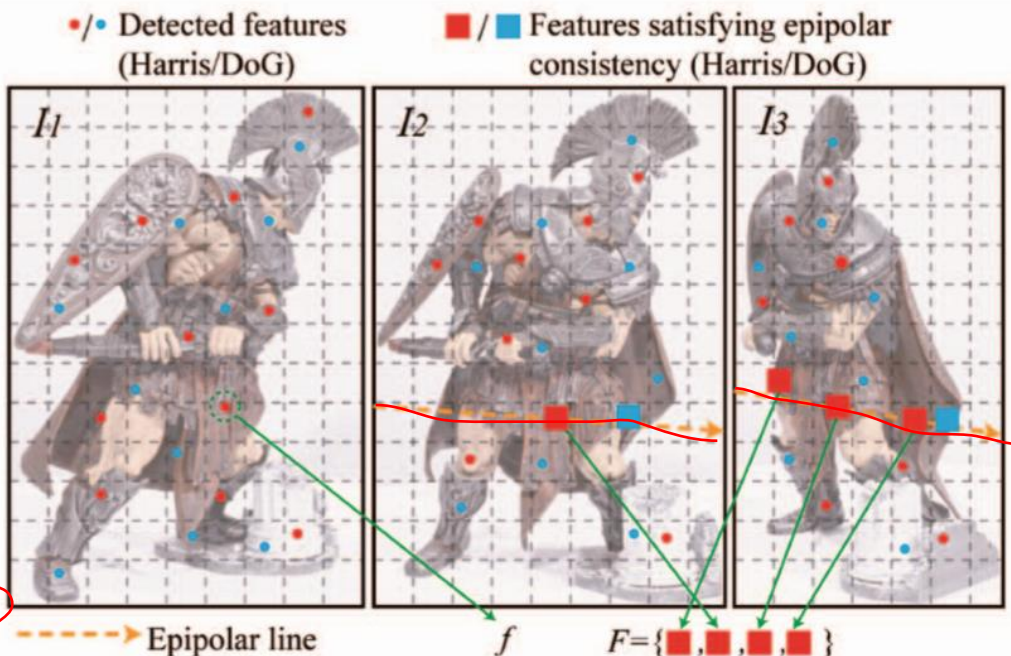 •/• Detected features
(Harris/DoG)
■ / ■ Features satisfying epipolar
consistency (Harris/DoG)
I1
I2
I3
Epipolar line
f
F={■,■,■,■}